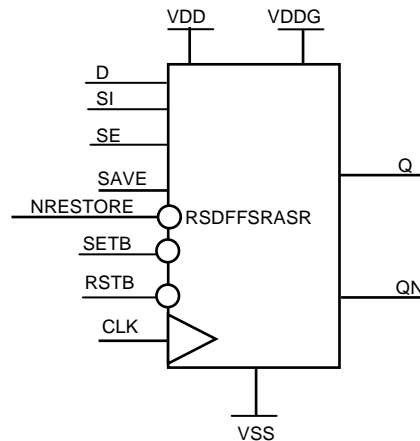 VDD
VDDG
D
SI
SE
SAVE
NRESTORE
RSDFFSRASR
SETB
RSTB
CLK
Q
QN
VSS